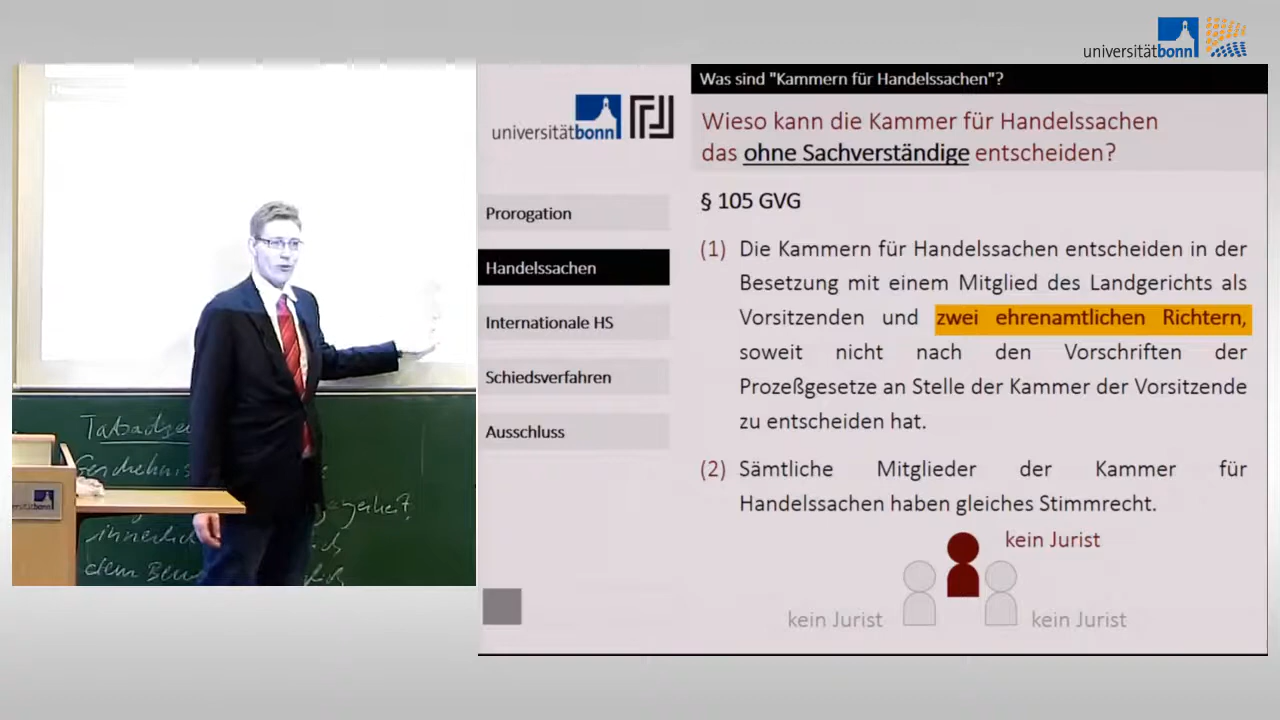 universitätbonn
Was sind "Kammern für Handelssachen"?
universitätbonn
Wieso kann die Kammer für Handelssachen
das ohne Sachverständige entscheiden?
§ 105 GVG
Prorogation
Handelssachen
Internationale HS
Schiedsverfahren
Ausschluss
(1) Die Kammern für Handelssachen entscheiden in der
Besetzung mit einem Mitglied des Landgerichts als
Vorsitzenden und zwei ehrenamtlichen Richtern,
soweit nicht nach den Vorschriften der
Prozeßgesetze an Stelle der Kammer der Vorsitzende
zu entscheiden hat.
(2) Sämtliche Mitglieder der Kammer für
Handelssachen haben gleiches Stimmrecht.
kein Jurist
kein Jurist
kein Jurist
universitätbonn